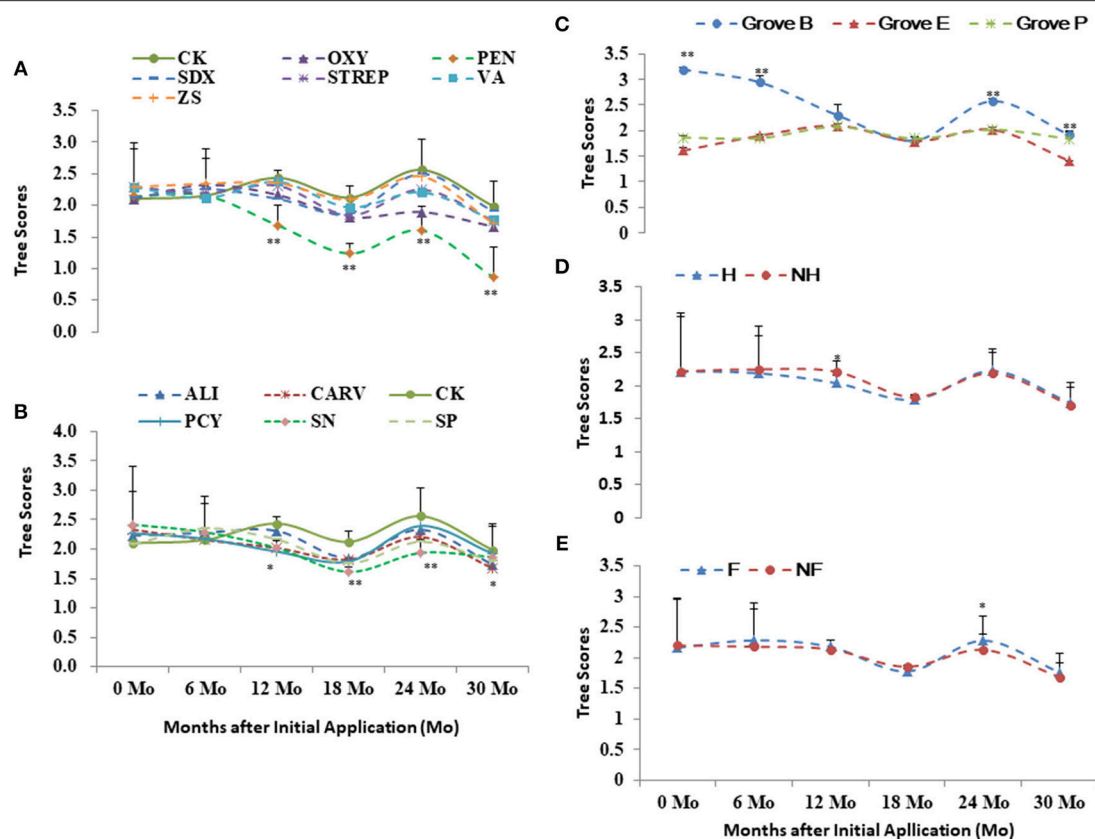 A
CK OXY PEN
SDX STREP VA
ZS
3.5
3.0
2.5
2.0
1.5
1.0
0.5
0.0
Tree Scores
** ** ** **
B
ALI CARV CK
PCY SN SP
4.0
3.5
3.0
2.5
2.0
1.5
1.0
0.5
0.0
Tree Scores
* ** ** *
0 Mo 6 Mo 12 Mo 18 Mo 24 Mo 30 Mo
Months after Initial Application (Mo)
C
Grove B Grove E Grove P
3.5
3
2.5
2
1.5
1
0.5
0
Tree Scores
** ** ** **
D
H NH
3.5
3
2.5
2
1.5
1
0.5
0
Tree Scores
*
E
F NF
3.5
3
2.5
2
1.5
1
0.5
0
Tree Scores
*
0 Mo 6 Mo 12 Mo 18 Mo 24 Mo 30 Mo
Months after Initial Apllication (Mo)